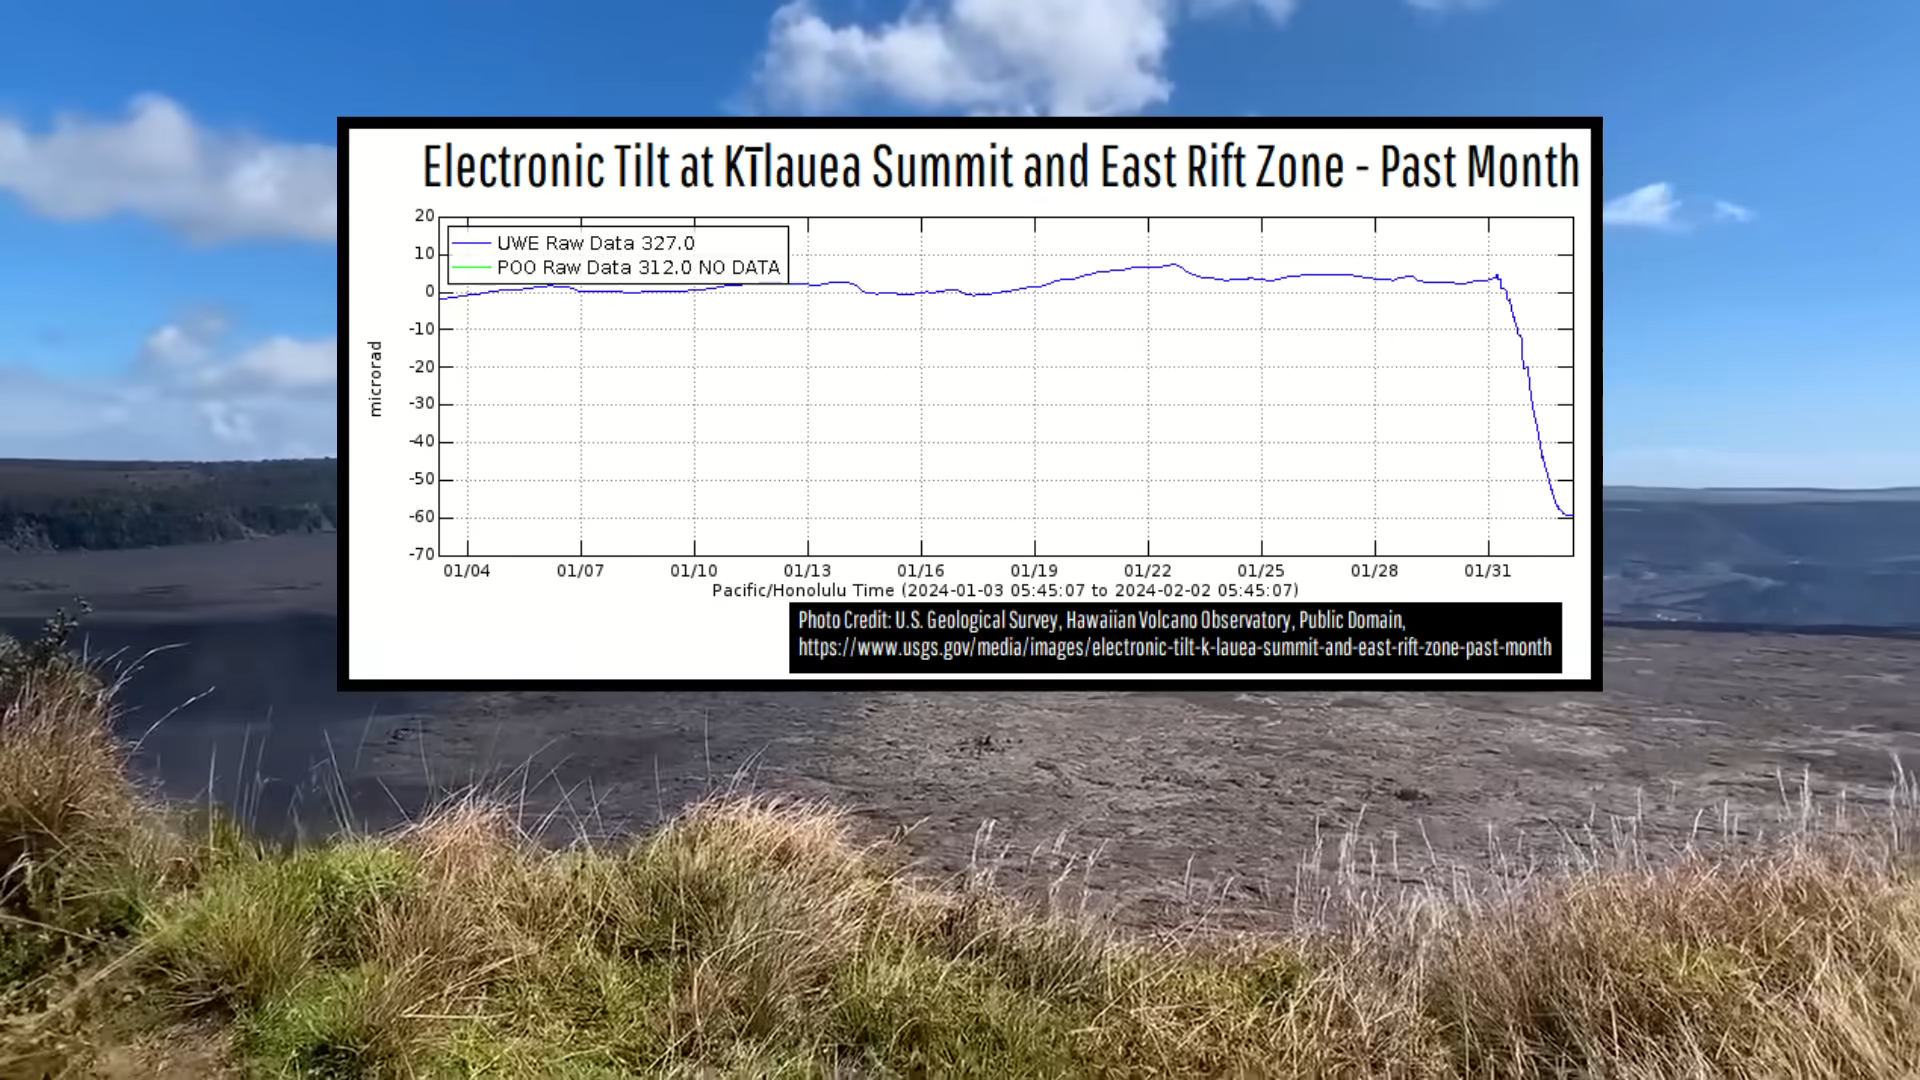 Electronic Tilt at Kīlauea Summit and East Rift Zone - Past Month
20
10
0
-10
-20
-30
-40
-50
-60
-70
microrad
UWE Raw Data 327.0
POO Raw Data 312.0 NO DATA
01/04 01/07 01/10 01/13 01/16 01/19 01/22 01/25 01/28 01/31
Pacific/Honolulu Time (2024-01-03 05:45:07 to 2024-02-02 05:45:07)
Photo Credit: U.S. Geological Survey, Hawaiian Volcano Observatory, Public Domain,
https://www.usgs.gov/media/images/electronic-tilt-k-lauea-summit-and-east-rift-zone-past-month